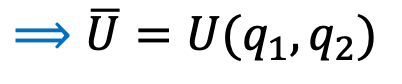 ⟹ U̅ = U(q₁, q₂)